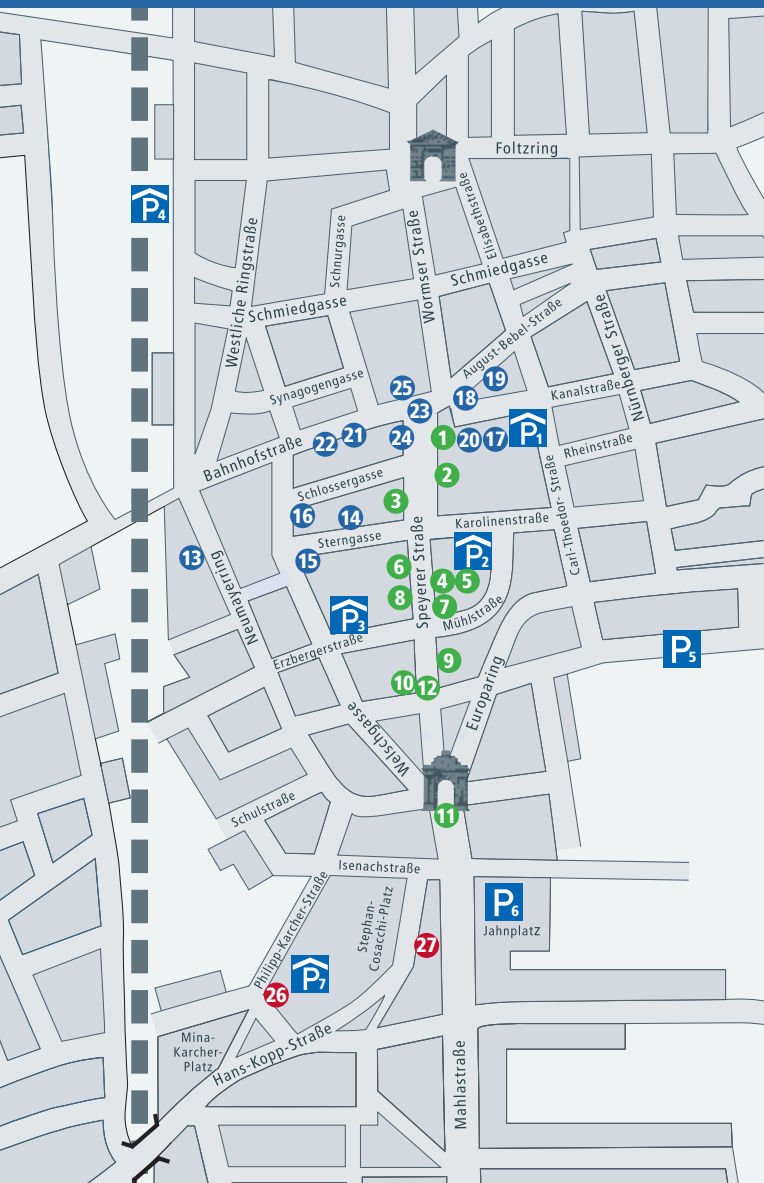 Foltzring
P4
Elisabethstraße
Schnurgasse
Wormser Straße
Westliche Ringstraße
Schmiedgasse
Schmiedgasse
Nürnberger Straße
August-Bebel-Straße
Synagogengasse
25
19
18
Kanalstraße
23
Bahnhofstraße
22
21
24
1
20
17
P1
Rheinstraße
2
Schlossergasse
Carl-Thoedor- Straße
3
16
14
Karolinenstraße
Sterngasse
Speyerer Straße
P2
13
15
6
4
5
Neumayerring
8
7
P3
Mühlstraße
Erzbergerstraße
P5
9
10
12
Europaring
Welschgasse
11
Schulstraße
Isenachstraße
Philipp-Karcher-Straße
Stephan-
Cosacchi-Platz
P6
Jahnplatz
27
P7
26
Mina-
Karcher-
Platz
Hans-Kopp-Straße
Mahlastraße